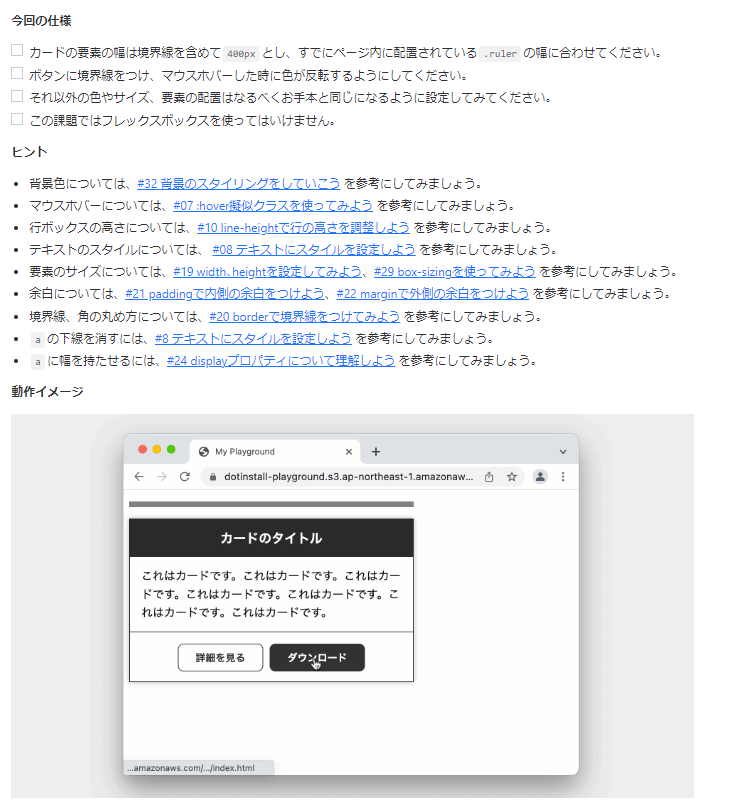 今回の仕様
カードの要素の幅は境界線を含めて 400px とし、すでにページ内に配置されている .ruler の幅に合わせてください。
ボタンに境界線をつけ、マウスホバーした時に色が反転するようにしてください。
それ以外の色やサイズ、要素の配置はなるべくお手本と同じになるように設定してみてください。
この課題ではフレックスボックスを使ってはいけません。
ヒント
• 背景色については、#32 背景のスタイリングをしていこう を参考にしてみましょう。
• マウスホバーについては、#07 :hover擬似クラスを使ってみよう を参考にしてみましょう。
• 行ボックスの高さについては、#10 line-heightで行の高さを調整しよう を参考にしてみましょう。
• テキストのスタイルについては、 #08 テキストにスタイルを設定しよう を参考にしてみましょう。
• 要素のサイズについては、#19 width、heightを設定してみよう、#29 box-sizingを使ってみよう を参考にしてみましょう。
• 余白については、#21 paddingで内側の余白をつけよう、#22 marginで外側の余白をつけよう を参考にしてみましょう。
• 境界線、角の丸め方については、#20 borderで境界線をつけてみよう を参考にしてみましょう。
• a の下線を消すには、#8 テキストにスタイルを設定しよう を参考にしてみましょう。
• a に幅を持たせるには、#24 displayプロパティについて理解しよう を参考にしてみましょう。
動作イメージ
My Playground
dotinstall-playground.s3.ap-northeast-1.amazonaw...
カードのタイトル
これはカードです。これはカードです。これはカー
ドです。これはカードです。これはカードです。こ
れはカードです。これはカードです。
詳細を見る ダウンロード
...amazonaws.com/.../index.html